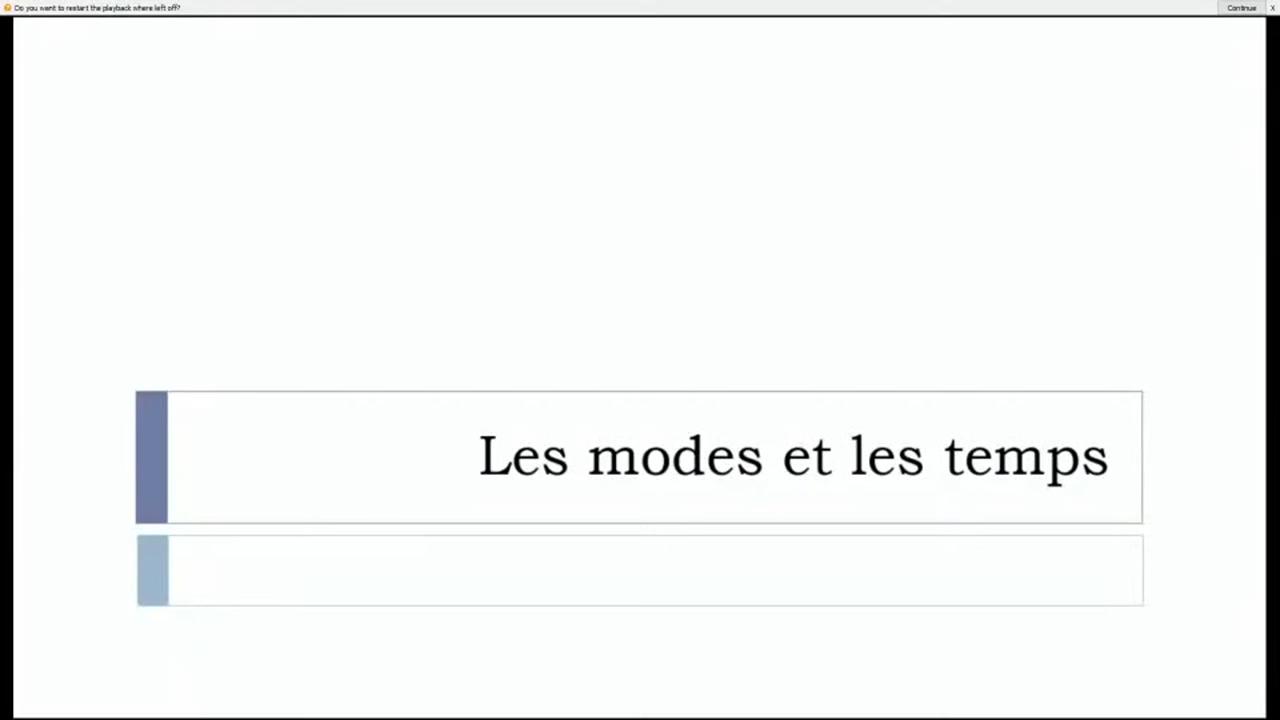 Do you want to restart the playback where left off?
Continue
X
Les modes et les temps